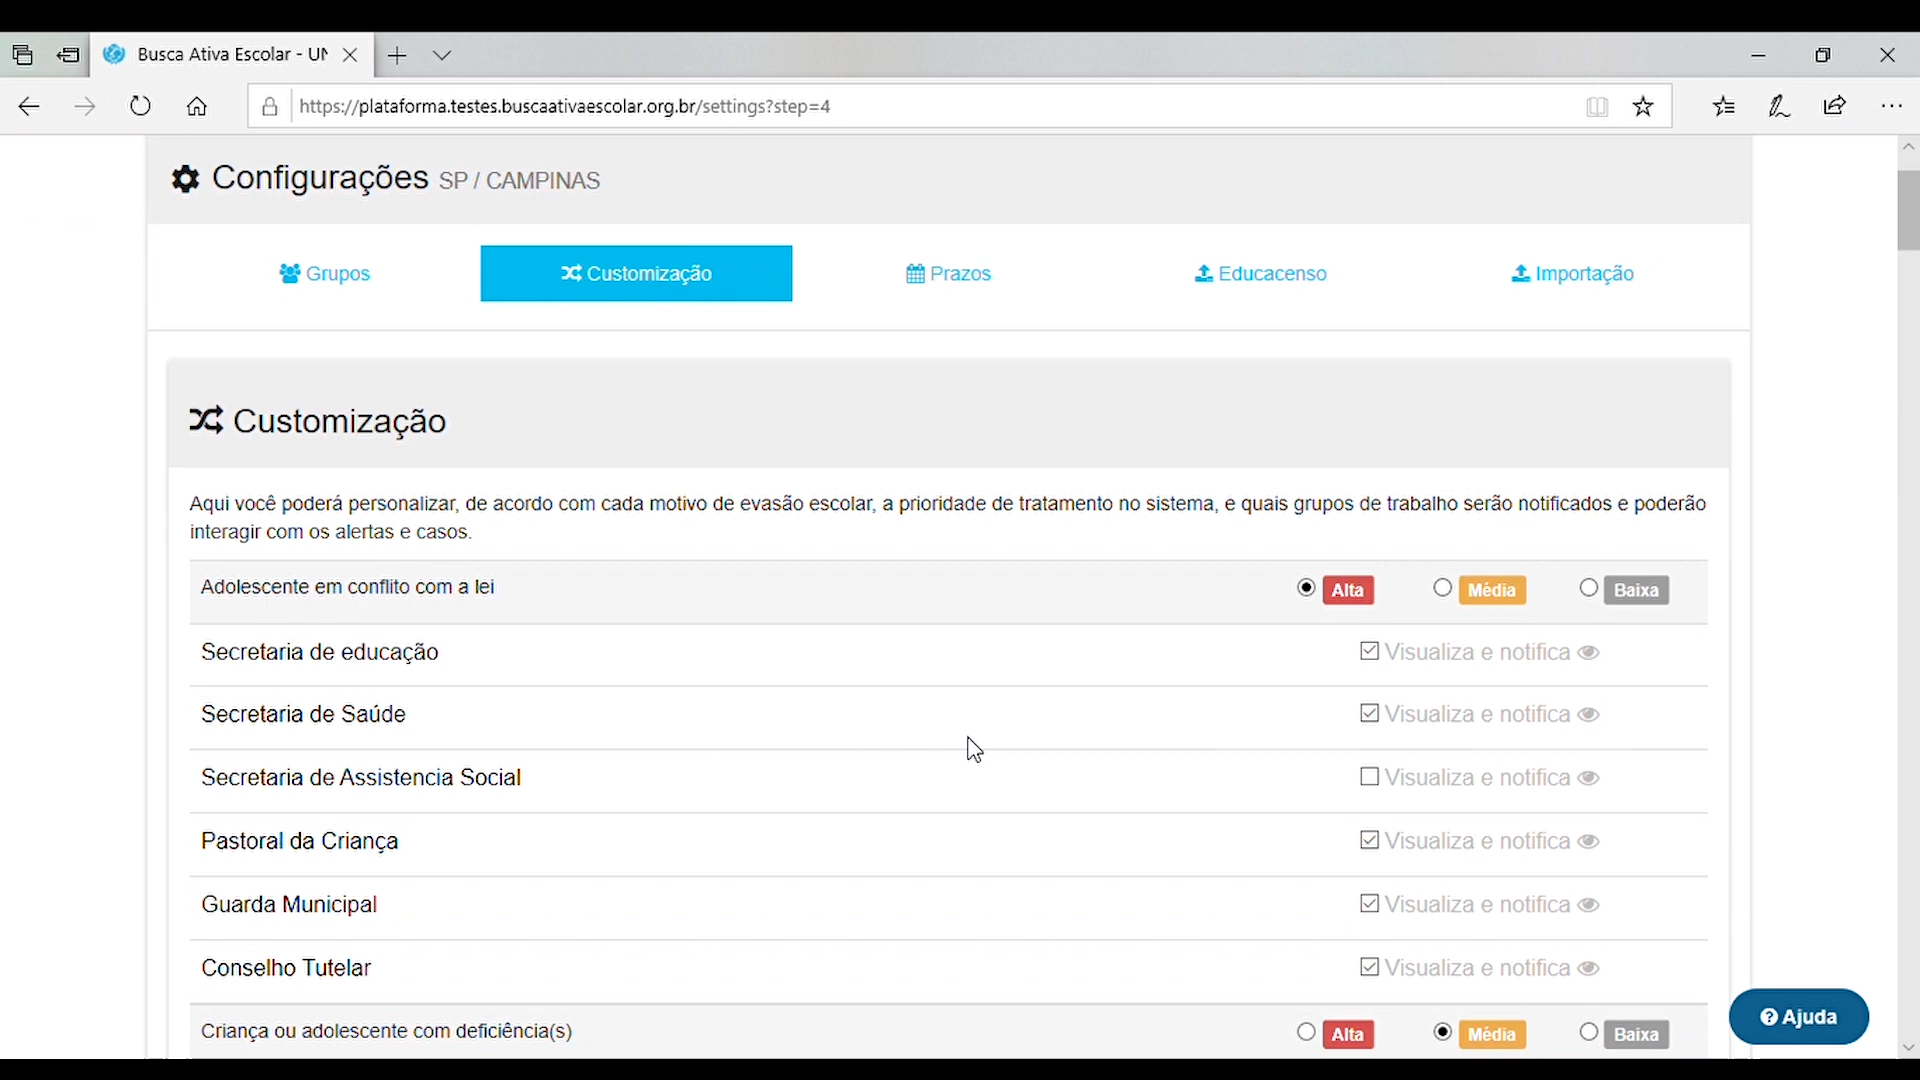 Busca Ativa Escolar - UN
https://plataforma.testes.buscaativaescolar.org.br/settings?step=4
Configurações SP / CAMPINAS
Grupos Customização Prazos Educacenso Importação
Customização
Aqui você poderá personalizar, de acordo com cada motivo de evasão escolar, a prioridade de tratamento no sistema, e quais grupos de trabalho serão notificados e poderão
interagir com os alertas e casos.
Adolescente em conflito com a lei Alta Média Baixa
Secretaria de educação Visualiza e notifica
Secretaria de Saúde Visualiza e notifica
Secretaria de Assistencia Social Visualiza e notifica
Pastoral da Criança Visualiza e notifica
Guarda Municipal Visualiza e notifica
Conselho Tutelar Visualiza e notifica
Criança ou adolescente com deficiência(s) Alta Média Baixa
Ajuda